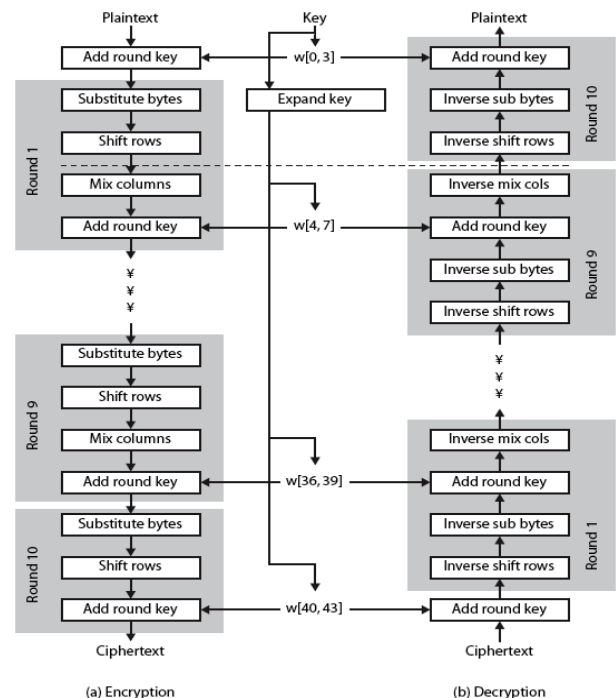 Plaintext
Add round key
Round 1
Substitute bytes
Shift rows
Mix columns
Add round key
¥
¥
¥
Round 9
Substitute bytes
Shift rows
Mix columns
Add round key
Round 10
Substitute bytes
Shift rows
Add round key
Ciphertext
(a) Encryption
Key
w[0, 3]
Expand key
w[4, 7]
w[36, 39]
w[40, 43]
Plaintext
Add round key
Inverse sub bytes
Inverse shift rows
Round 10
Inverse mix cols
Add round key
Inverse sub bytes
Inverse shift rows
Round 9
¥
¥
¥
Inverse mix cols
Add round key
Inverse sub bytes
Inverse shift rows
Round 1
Add round key
Ciphertext
(b) Decryption